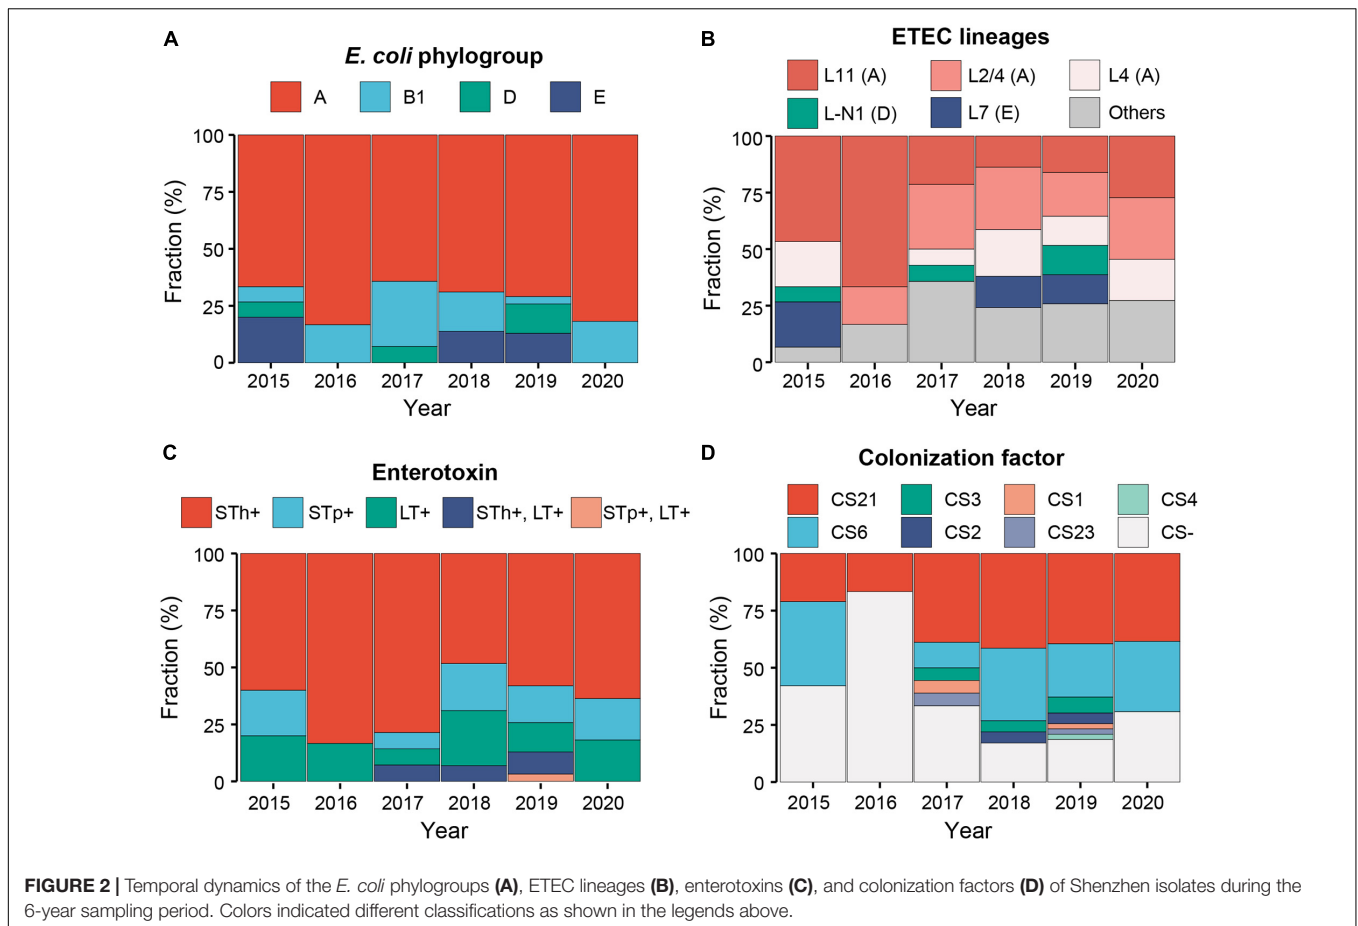 A
E. coli phylogroup
A B1 D E
100
75
50
25
0
Fraction (%)
2015 2016 2017 2018 2019 2020
Year
B
ETEC lineages
L11 (A) L2/4 (A) L4 (A)
L-N1 (D) L7 (E) Others
100
75
50
25
0
Fraction (%)
2015 2016 2017 2018 2019 2020
Year
C
Enterotoxin
STh+ STp+ LT+ STh+, LT+ STp+, LT+
100
75
50
25
0
Fraction (%)
2015 2016 2017 2018 2019 2020
Year
D
Colonization factor
CS21 CS3 CS1 CS4
CS6 CS2 CS23 CS-
100
75
50
25
0
Fraction (%)
2015 2016 2017 2018 2019 2020
Year
FIGURE 2 | Temporal dynamics of the E. coli phylogroups (A), ETEC lineages (B), enterotoxins (C), and colonization factors (D) of Shenzhen isolates during the
6-year sampling period. Colors indicated different classifications as shown in the legends above.